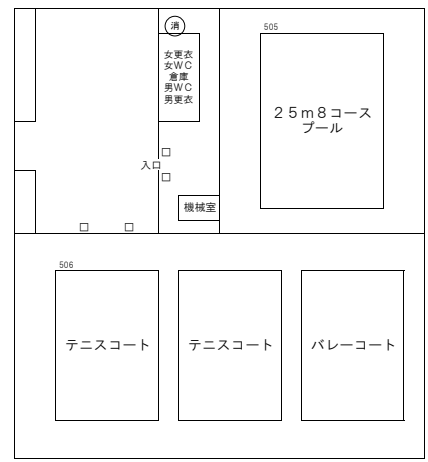 消
505
女更衣
女WC
倉庫
男WC
男更衣
25m8コース
プール
入口
機械室
506
テニスコート
テニスコート
バレーコート